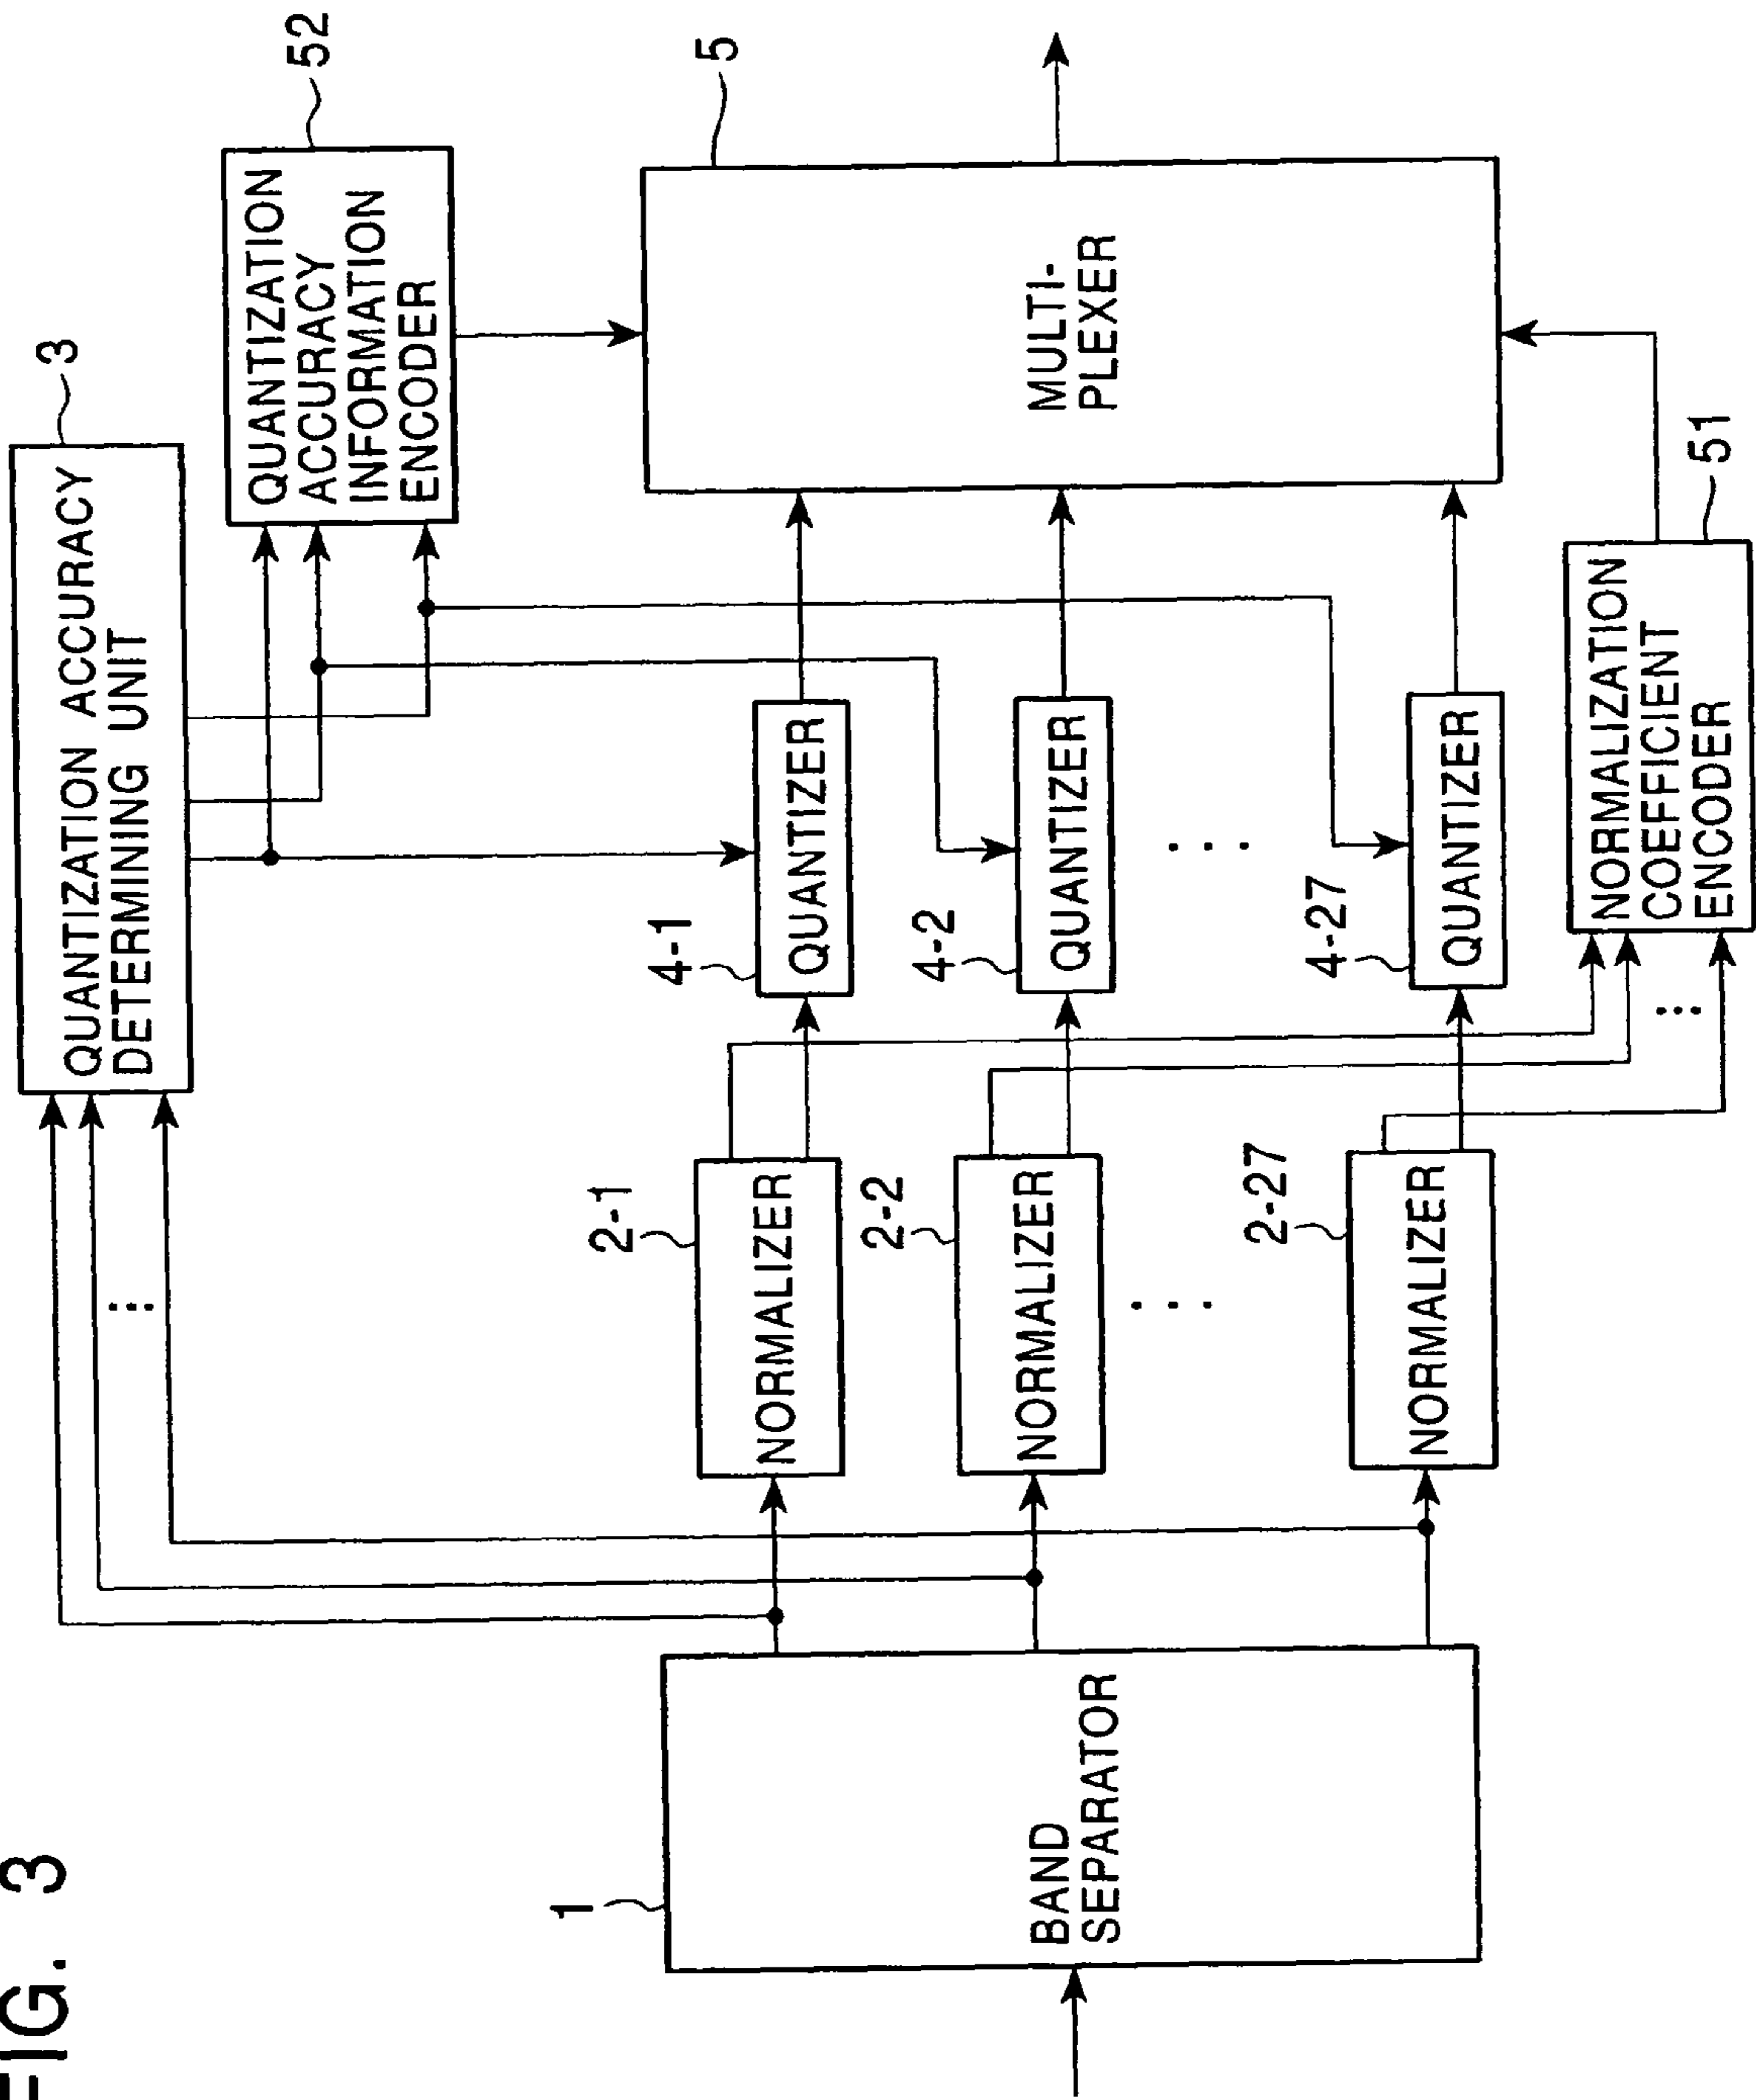 FIG. 3
QUANTIZATION ACCURACY
DETERMINING UNIT
3
QUANTIZATION
ACCURACY
INFORMATION
ENCODER
52
1
BAND
SEPARATOR
2-1
NORMALIZER
4-1
QUANTIZER
2-2
NORMALIZER
4-2
QUANTIZER
. . .
2-27
NORMALIZER
4-27
QUANTIZER
MULTI-
PLEXER
5
NORMALIZATION
COEFFICIENT
ENCODER
51